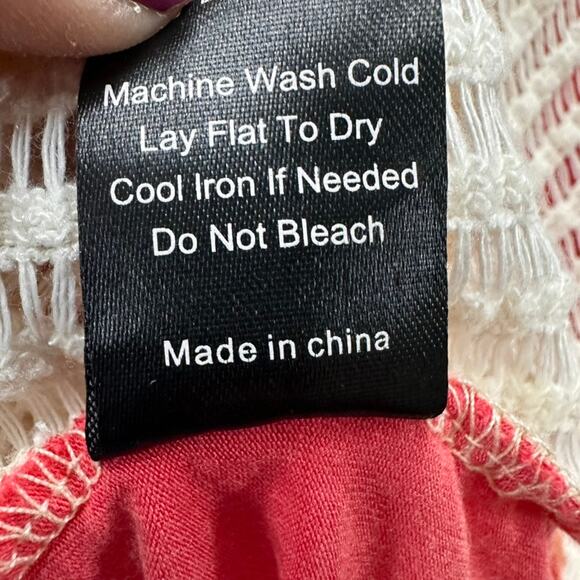 Machine Wash Cold
Lay Flat To Dry
Cool Iron If Needed
Do Not Bleach
Made in china